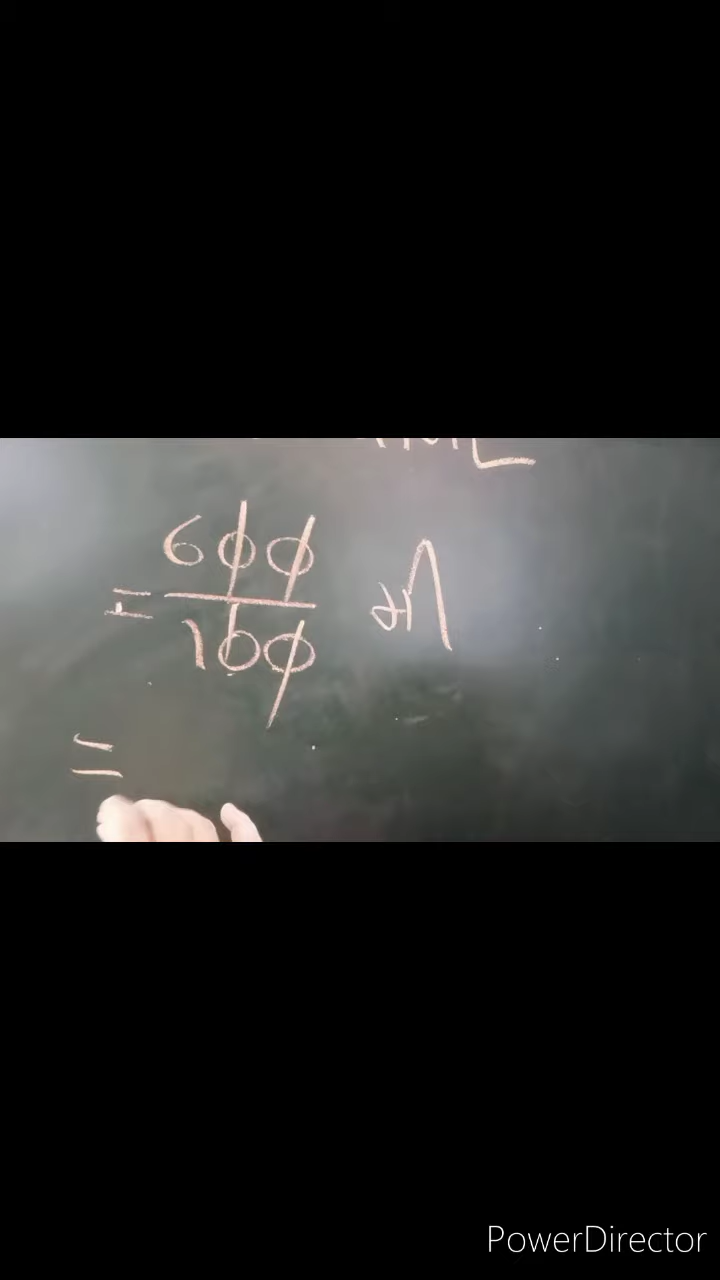 = 600
100 मी
=
PowerDirector